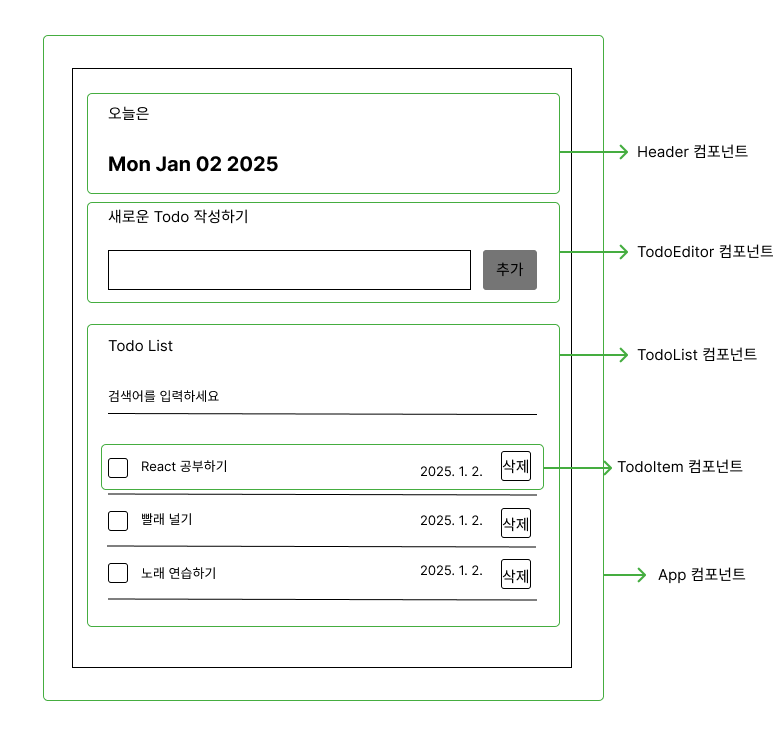 오늘은
Mon Jan 02 2025
Header 컴포넌트
새로운 Todo 작성하기
추가
TodoEditor 컴포넌트
Todo List
TodoList 컴포넌트
검색어를 입력하세요
React 공부하기 2025. 1. 2. 삭제
TodoItem 컴포넌트
빨래 널기 2025. 1. 2. 삭제
노래 연습하기 2025. 1. 2. 삭제
App 컴포넌트